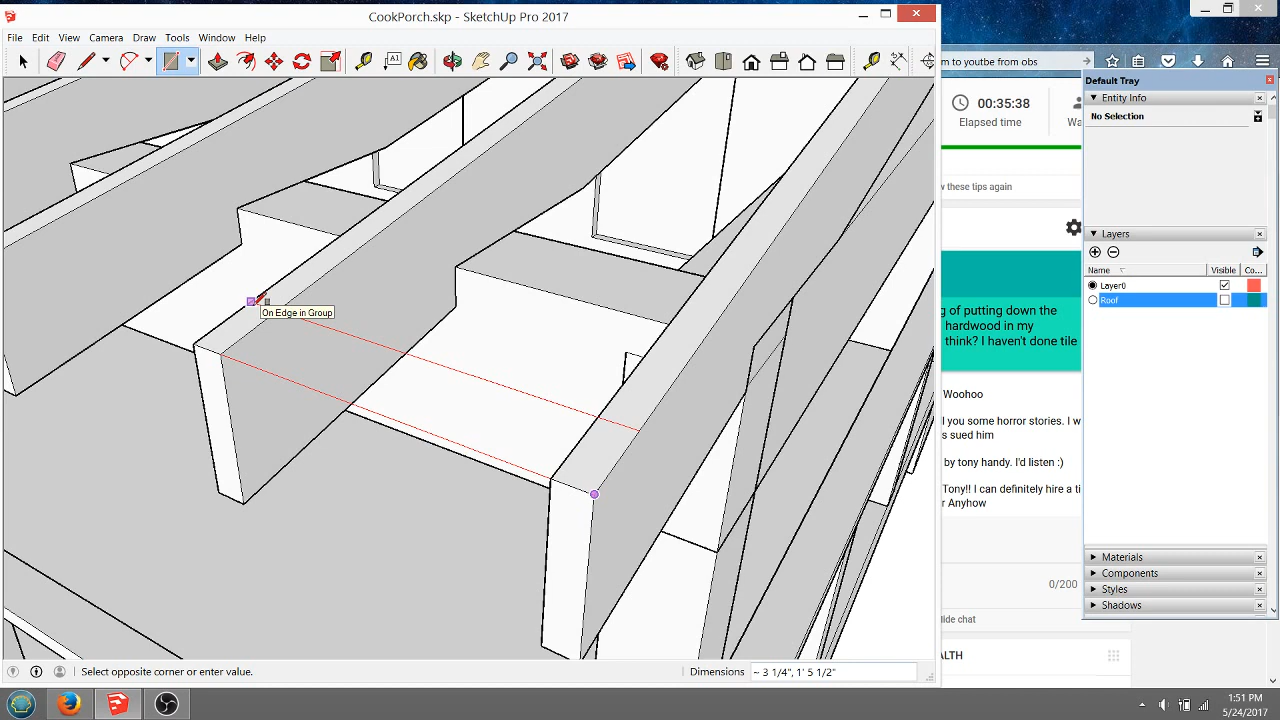 CookPorch.skp - SketchUp Pro 2017
File Edit View Camera Draw Tools Window Help
A1
m to youtbe from obs
Default Tray
Entity Info
No Selection
00:35:38
Elapsed time
Wa
w these tips again
Layers
Name Visible Co...
Layer0
Roof
g of putting down the
hardwood in my
think? I haven't done tile
On Edge in Group
Woohoo
l you some horror stories. I w
s sued him
by tony handy. I'd listen :)
Tony!! I can definitely hire a ti
r Anyhow
Materials
Components
Styles
Shadows
0/200
lide chat
ALTH
Select opposite corner or enter value.
Dimensions ~ 3 1/4", 1' 5 1/2"
1:51 PM
5/24/2017